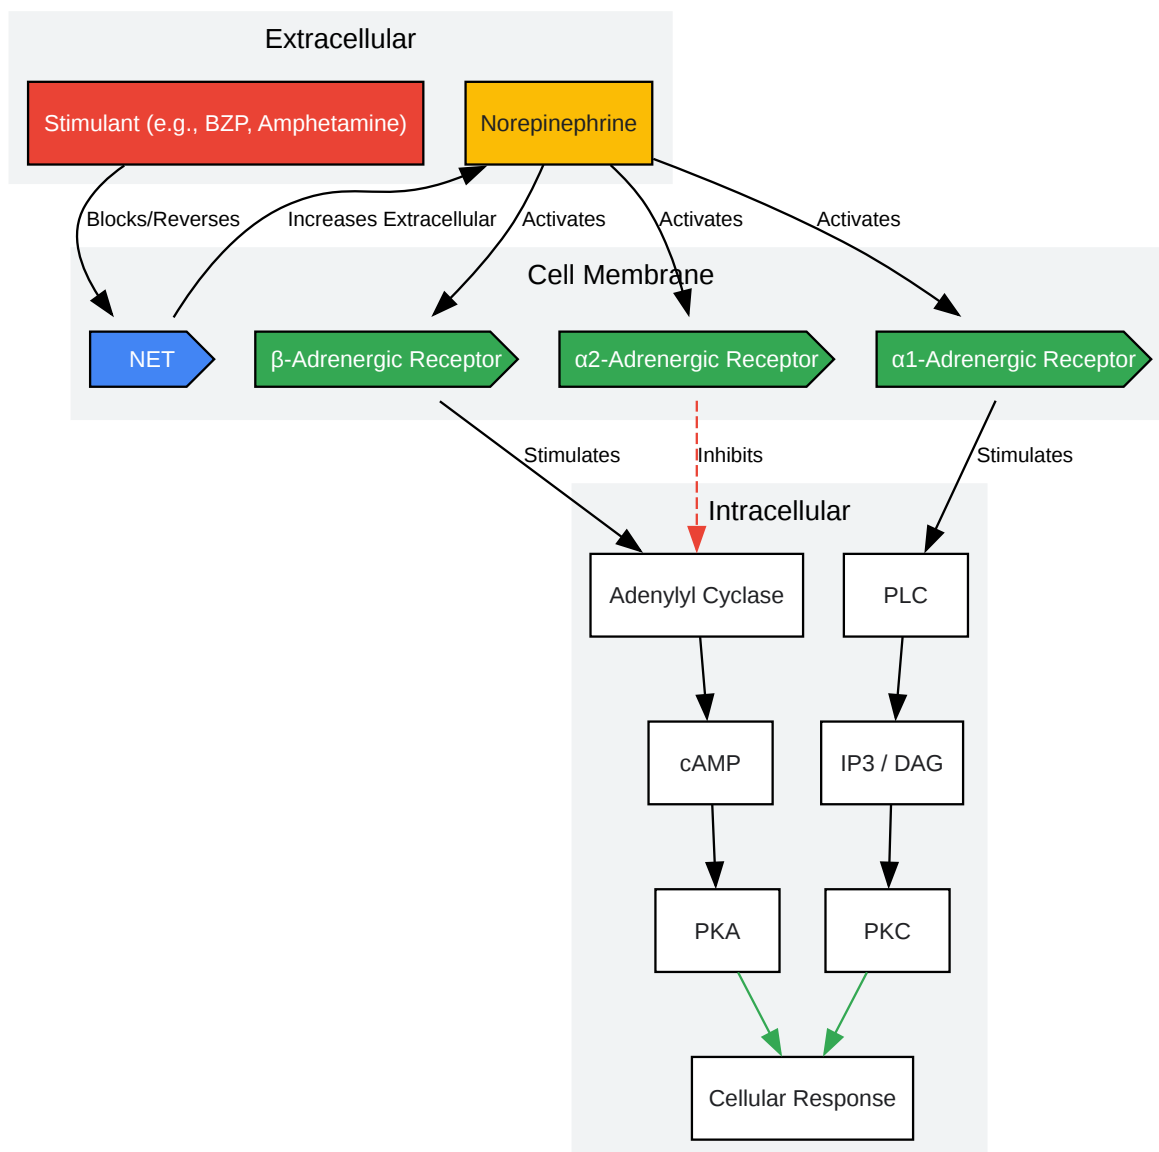 Extracellular
Stimulant (e.g., BZP, Amphetamine)
Norepinephrine
Blocks/Reverses
Increases Extracellular
Activates
Activates
Activates
Cell Membrane
NET
β-Adrenergic Receptor
α2-Adrenergic Receptor
α1-Adrenergic Receptor
Stimulates
Inhibits
Stimulates
Intracellular
Adenylyl Cyclase
PLC
cAMP
IP3 / DAG
PKA
PKC
Cellular Response